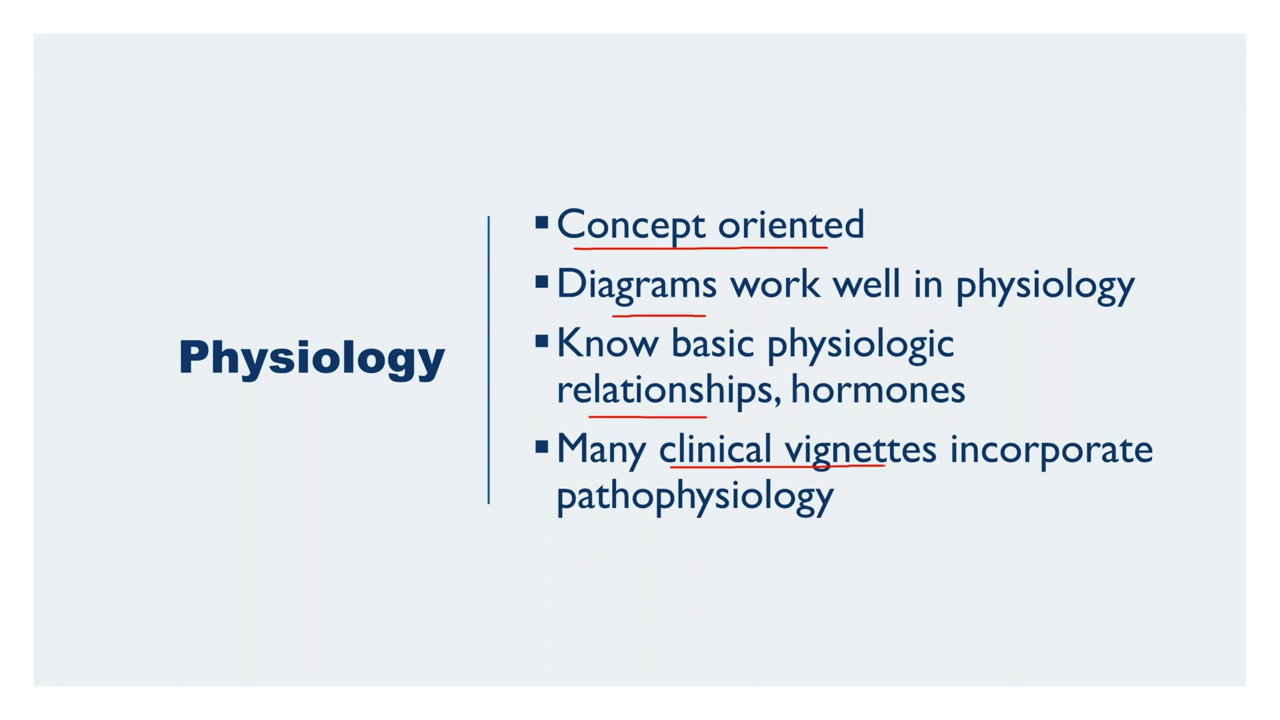 Physiology
▪ Concept oriented
▪ Diagrams work well in physiology
▪ Know basic physiologic
relationships, hormones
▪ Many clinical vignettes incorporate
pathophysiology